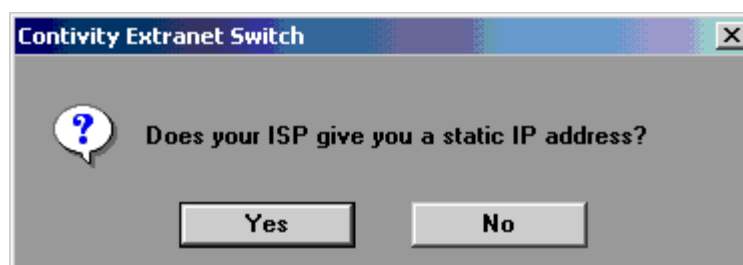 Contivity Extranet Switch
Does your ISP give you a static IP address?
Yes No